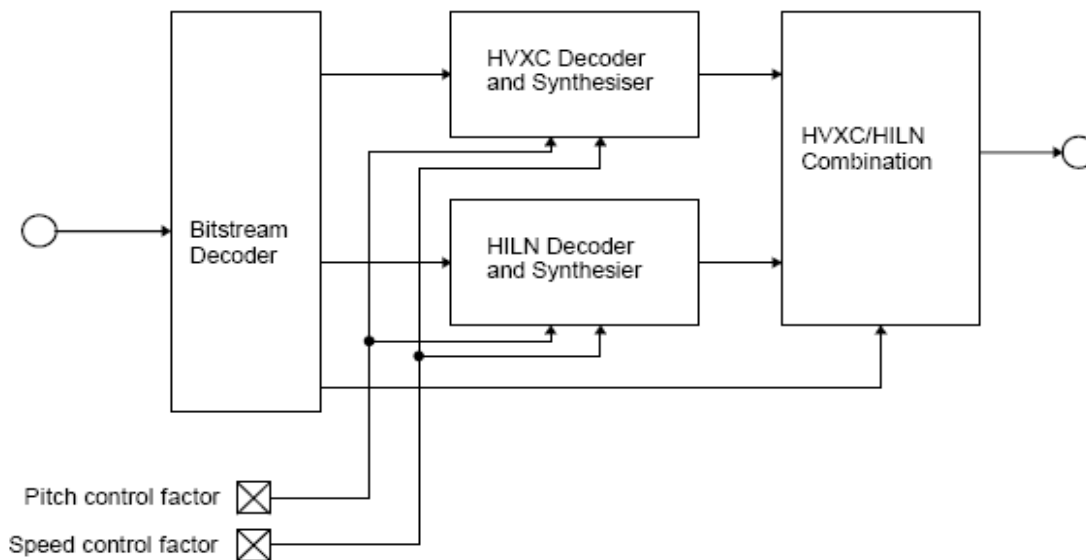 HVXC Decoder
and Synthesiser
HVXC/HILN
Combination
Bitstream
Decoder
HILN Decoder
and Synthesier
Pitch control factor
Speed control factor